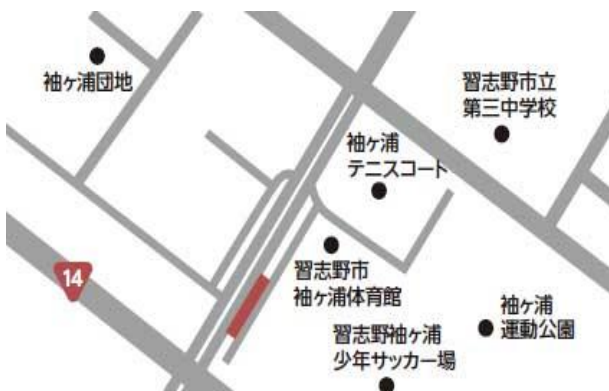 袖ヶ浦団地
習志野市立
第三中学校
袖ヶ浦
テニスコート
14
習志野市
袖ヶ浦体育館
袖ヶ浦
運動公園
習志野袖ヶ浦
少年サッカー場